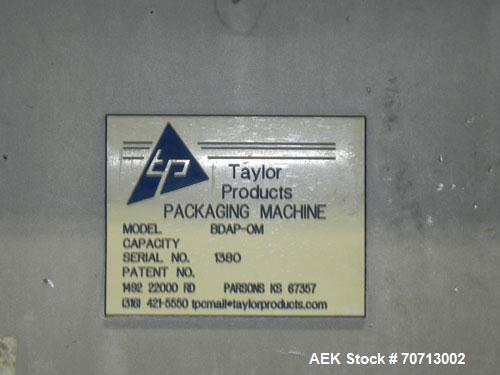 tp
Taylor
Products
PACKAGING MACHINE
MODEL BDAP-OM
CAPACITY
SERIAL NO. 1380
PATENT NO.
1492 22000 RD PARSONS KS 67357
(316) 421-5550 tpcmail@taylorproducts.com
AEK Stock # 70713002